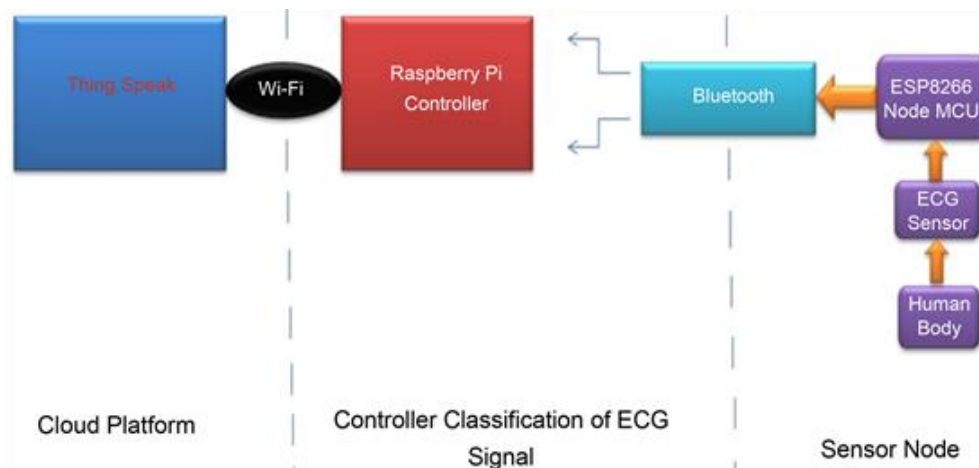 Thing Speak
Wi-Fi
Raspberry Pi
Controller
Bluetooth
ESP8266
Node MCU
ECG
Sensor
Human
Body
Cloud Platform
Controller Classification of ECG
Signal
Sensor Node